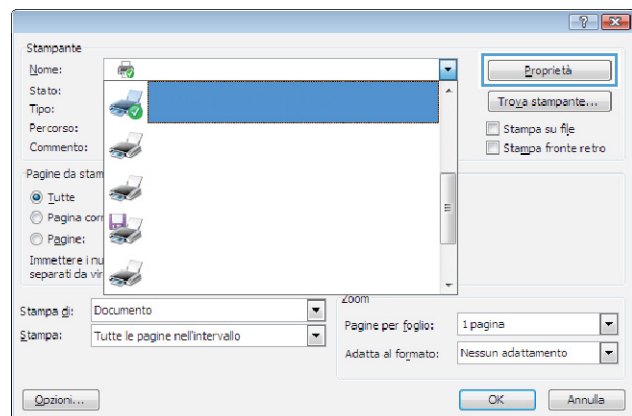 Stampante
Nome:
Proprietà
Stato:
Tipo:
Trova stampante...
Percorso:
Stampa su file
Commento:
Stampa fronte retro
Pagine da stam
Tutte
Pagina corr
Pagine:
Immettere i nu
separati da vir
Zoom
Stampa di:
Documento
Pagine per foglio:
1 pagina
Stampa:
Tutte le pagine nell'intervallo
Adatta al formato:
Nessun adattamento
Opzioni...
OK
Annulla